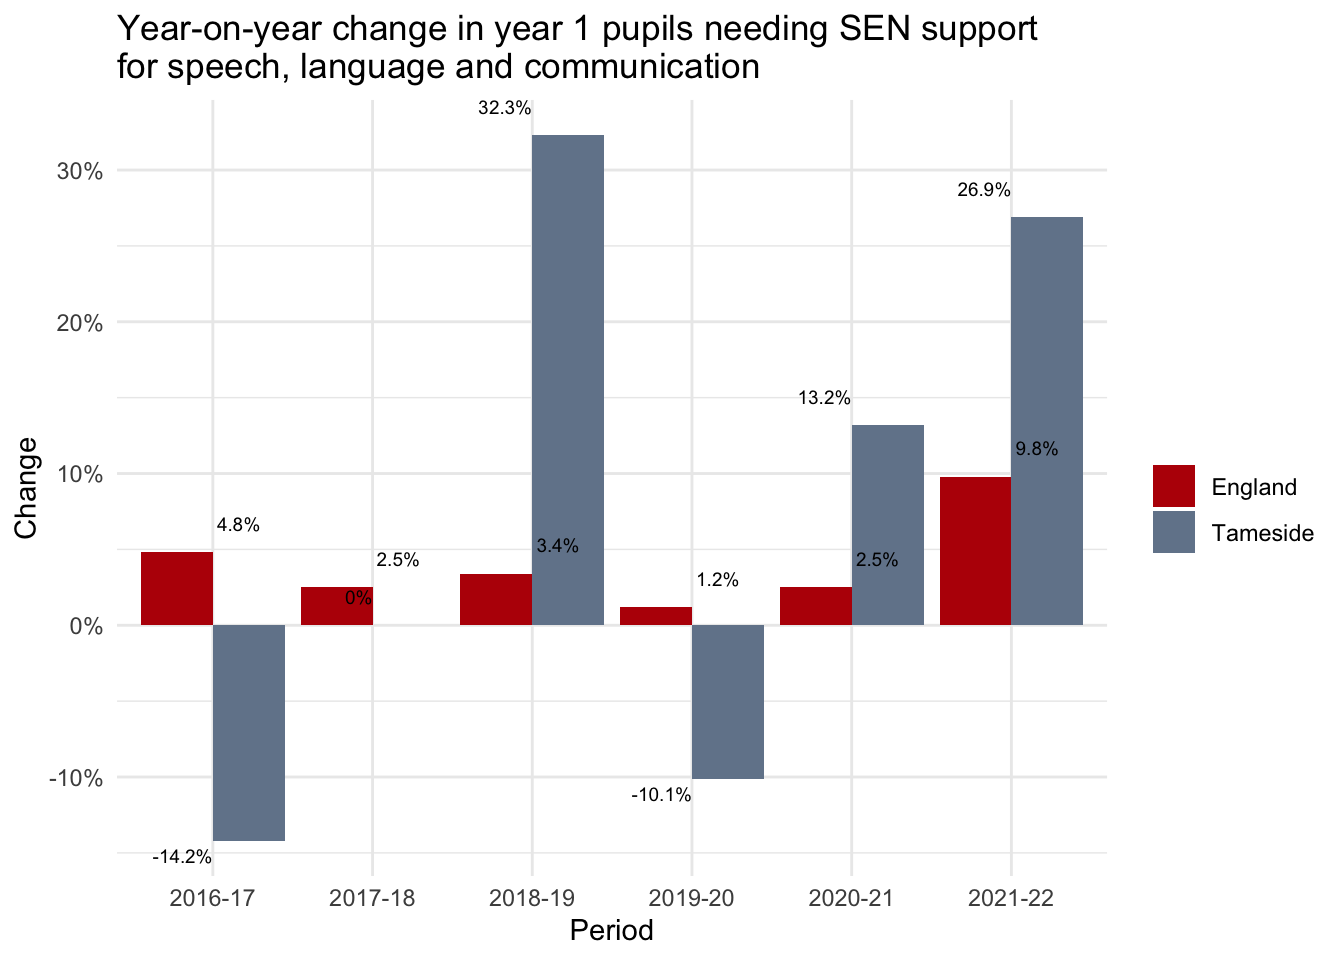 Year-on-year change in year 1 pupils needing SEN support
for speech, language and communication
32.3%
30%
26.9%
20%
13.2%
10%
9.8%
4.8%
2.5%
0%
3.4%
1.2%
2.5%
0%
-10%
-10.1%
-14.2%
Change
England
Tameside
2016-17 2017-18 2018-19 2019-20 2020-21 2021-22
Period